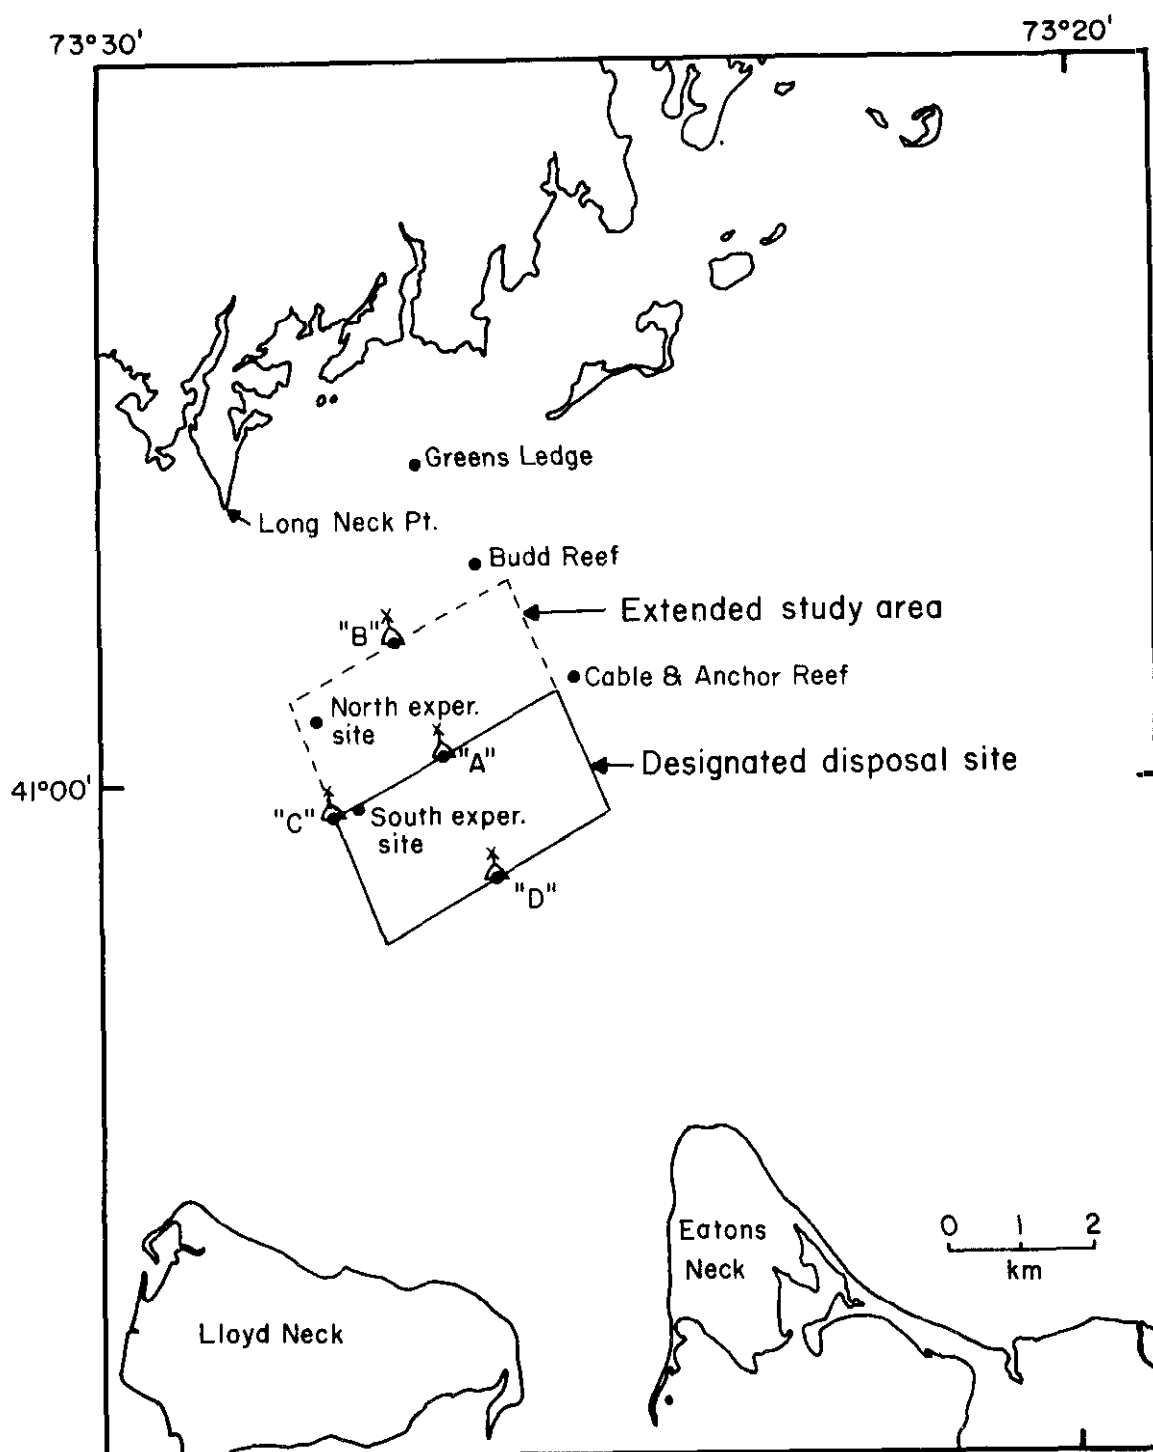 73°30'
73°20'
Greens Ledge
Long Neck Pt.
Budd Reef
Extended study area
"B"
Cable & Anchor Reef
North exper.
site
"A"
Designated disposal site
41°00'
"C"
South exper.
site
"D"
Eatons
Neck
0 1 2
km
Lloyd Neck